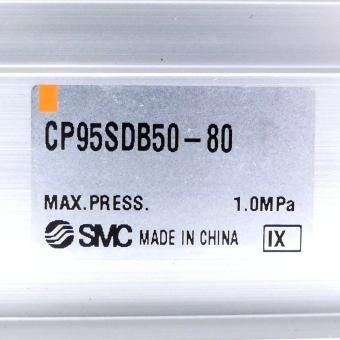 CP95SDB50-80
MAX.PRESS. 1.0MPa
SMC MADE IN CHINA IX